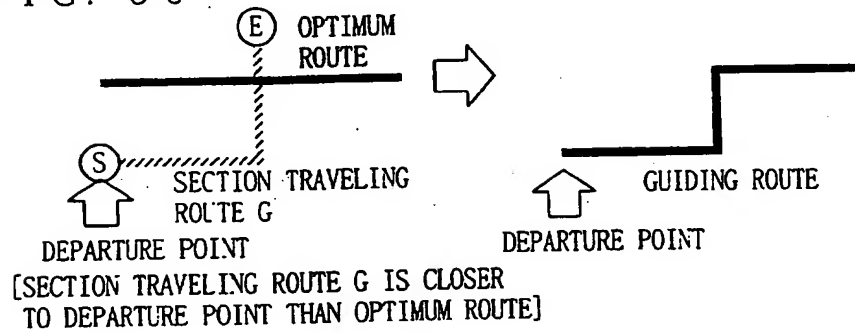 E OPTIMUM
ROUTE
S
SECTION TRAVELING
ROUTE G
DEPARTURE POINT
[SECTION TRAVELING ROUTE G IS CLOSER
TO DEPARTURE POINT THAN OPTIMUM ROUTE]
GUIDING ROUTE
DEPARTURE POINT